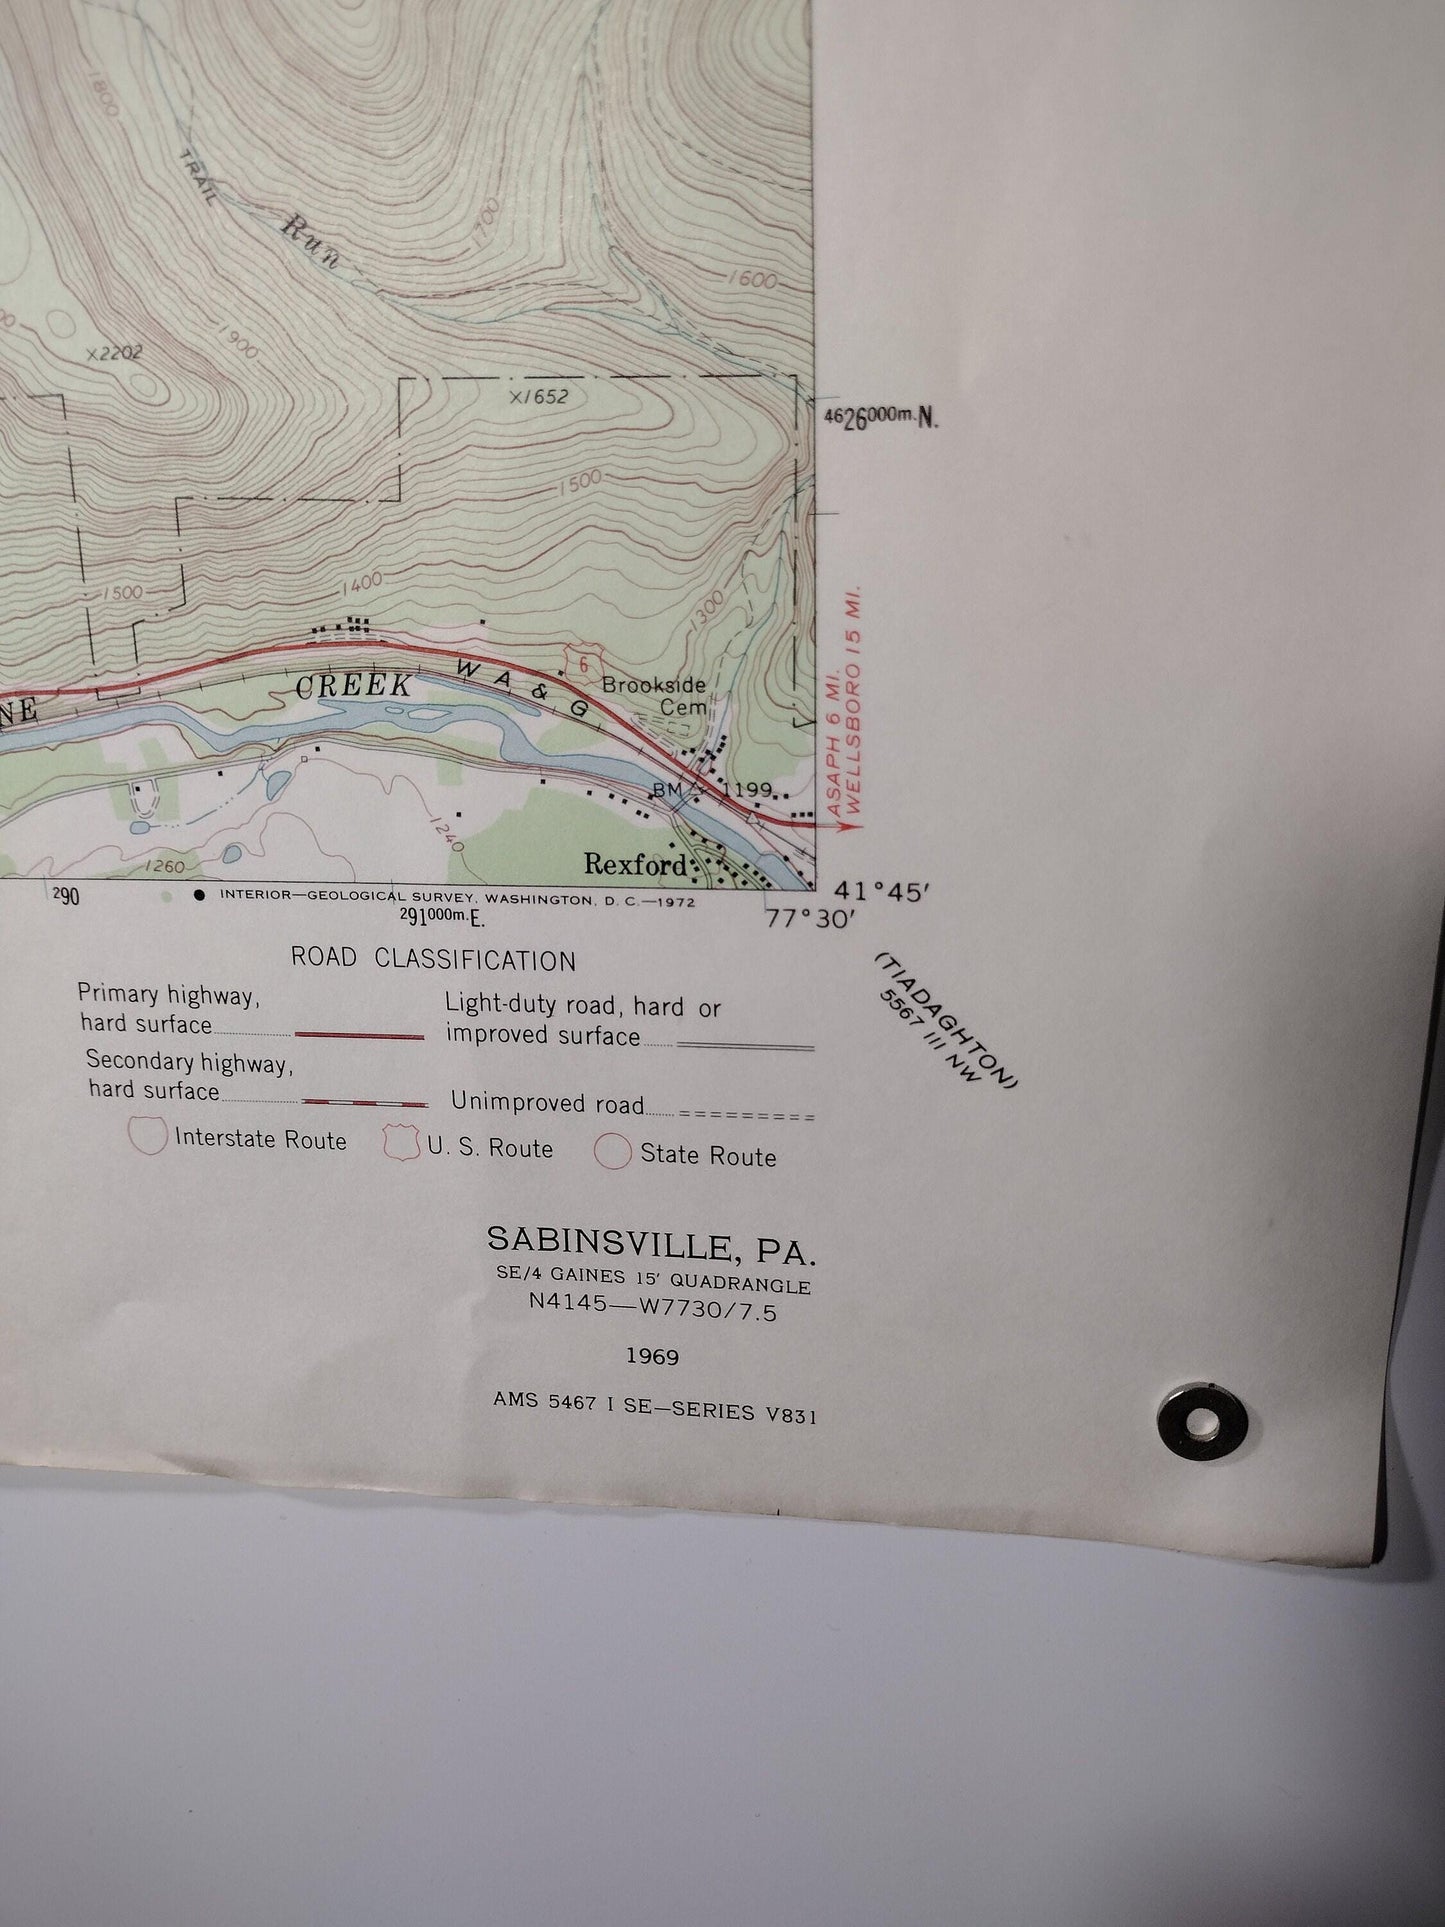 1800
TRAIL
Run
1700
1600
1900
X2202
X1652
4626000m.N.
1500
1400
1500
1300
6
W A & G
CREEK
NE
Brookside
Cem
BM
1199
ASAPH 6 MI.
WELLSBORO 15 MI.
1240
1260
Rexford
41°45′
290
INTERIOR—GEOLOGICAL SURVEY, WASHINGTON, D. C.—1972
291000m.E.
77°30′
ROAD CLASSIFICATION
Primary highway,
hard surface
Light-duty road, hard or
improved surface
Secondary highway,
hard surface
Unimproved road
Interstate Route
U. S. Route
State Route
(TIADAGHTON)
5567 III NW
SABINSVILLE, PA.
SE/4 GAINES 15′ QUADRANGLE
N4145—W7730/7.5
1969
AMS 5467 I SE—SERIES V831